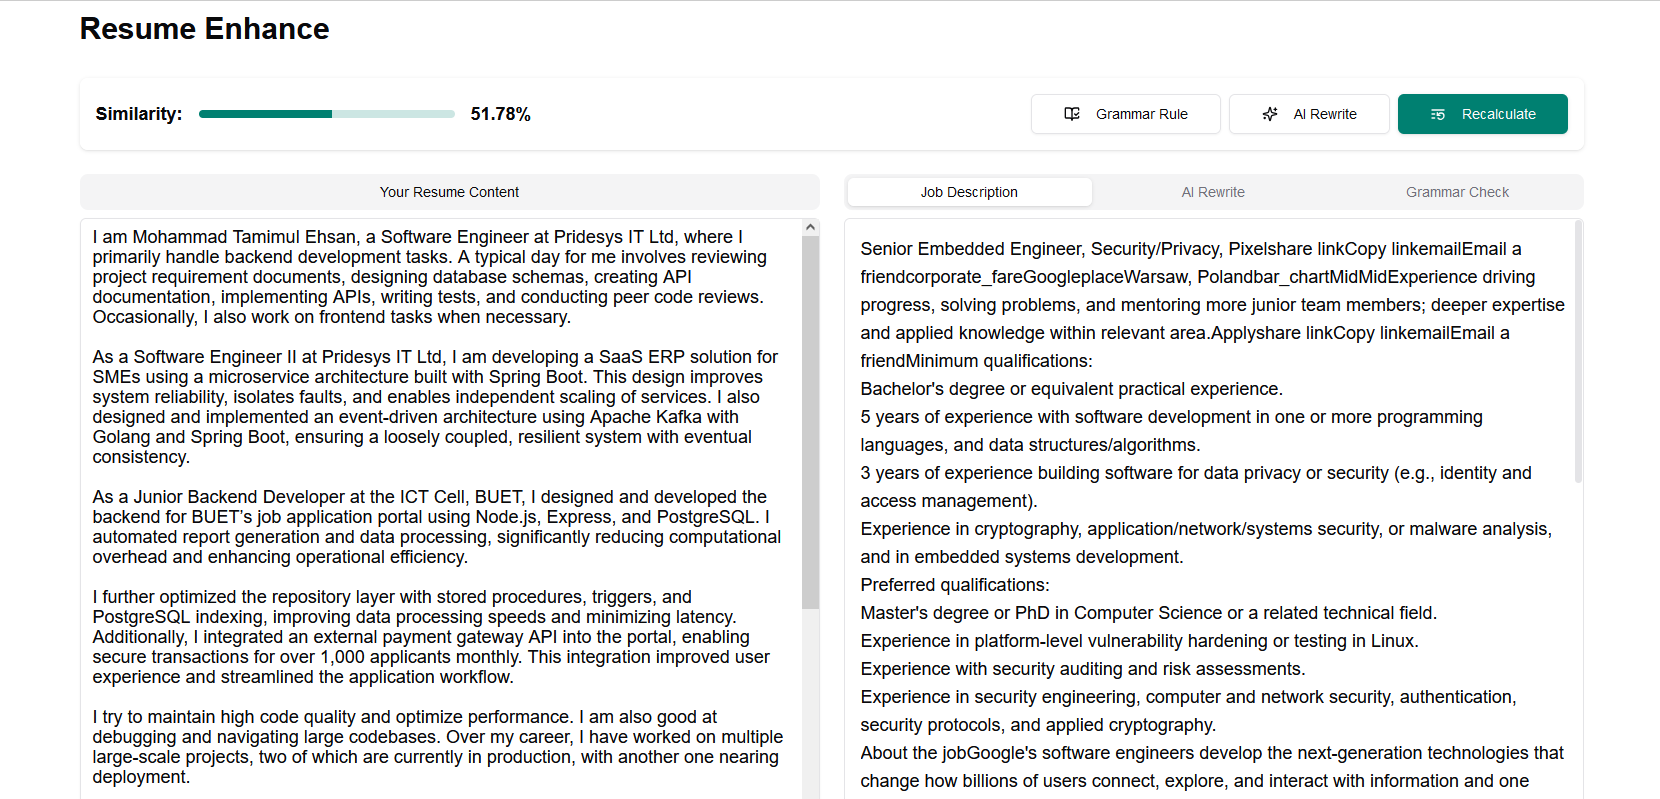 Resume Enhance
Similarity:
51.78%
Grammar Rule
AI Rewrite
Recalculate
Your Resume Content
I am Mohammad Tamimul Ehsan, a Software Engineer at Pridesys IT Ltd, where I
primarily handle backend development tasks. A typical day for me involves reviewing
project requirement documents, designing database schemas, creating API
documentation, implementing APIs, writing tests, and conducting peer code reviews.
Occasionally, I also work on frontend tasks when necessary.
As a Software Engineer II at Pridesys IT Ltd, I am developing a SaaS ERP solution for
SMEs using a microservice architecture built with Spring Boot. This design improves
system reliability, isolates faults, and enables independent scaling of services. I also
designed and implemented an event-driven architecture using Apache Kafka with
Golang and Spring Boot, ensuring a loosely coupled, resilient system with eventual
consistency.
As a Junior Backend Developer at the ICT Cell, BUET, I designed and developed the
backend for BUET’s job application portal using Node.js, Express, and PostgreSQL. I
automated report generation and data processing, significantly reducing computational
overhead and enhancing operational efficiency.
I further optimized the repository layer with stored procedures, triggers, and
PostgreSQL indexing, improving data processing speeds and minimizing latency.
Additionally, I integrated an external payment gateway API into the portal, enabling
secure transactions for over 1,000 applicants monthly. This integration improved user
experience and streamlined the application workflow.
I try to maintain high code quality and optimize performance. I am also good at
debugging and navigating large codebases. Over my career, I have worked on multiple
large-scale projects, two of which are currently in production, with another one nearing
deployment.
Job Description
AI Rewrite
Grammar Check
Senior Embedded Engineer, Security/Privacy, Pixelshare linkCopy linkemailEmail a
friendcorporate_fareGoogleplaceWarsaw, Polandbar_chartMidMidExperience driving
progress, solving problems, and mentoring more junior team members; deeper expertise
and applied knowledge within relevant area.Applyshare linkCopy linkemailEmail a
friendMinimum qualifications:
Bachelor's degree or equivalent practical experience.
5 years of experience with software development in one or more programming
languages, and data structures/algorithms.
3 years of experience building software for data privacy or security (e.g., identity and
access management).
Experience in cryptography, application/network/systems security, or malware analysis,
and in embedded systems development.
Preferred qualifications:
Master's degree or PhD in Computer Science or a related technical field.
Experience in platform-level vulnerability hardening or testing in Linux.
Experience with security auditing and risk assessments.
Experience in security engineering, computer and network security, authentication,
security protocols, and applied cryptography.
About the jobGoogle's software engineers develop the next-generation technologies that
change how billions of users connect, explore, and interact with information and one